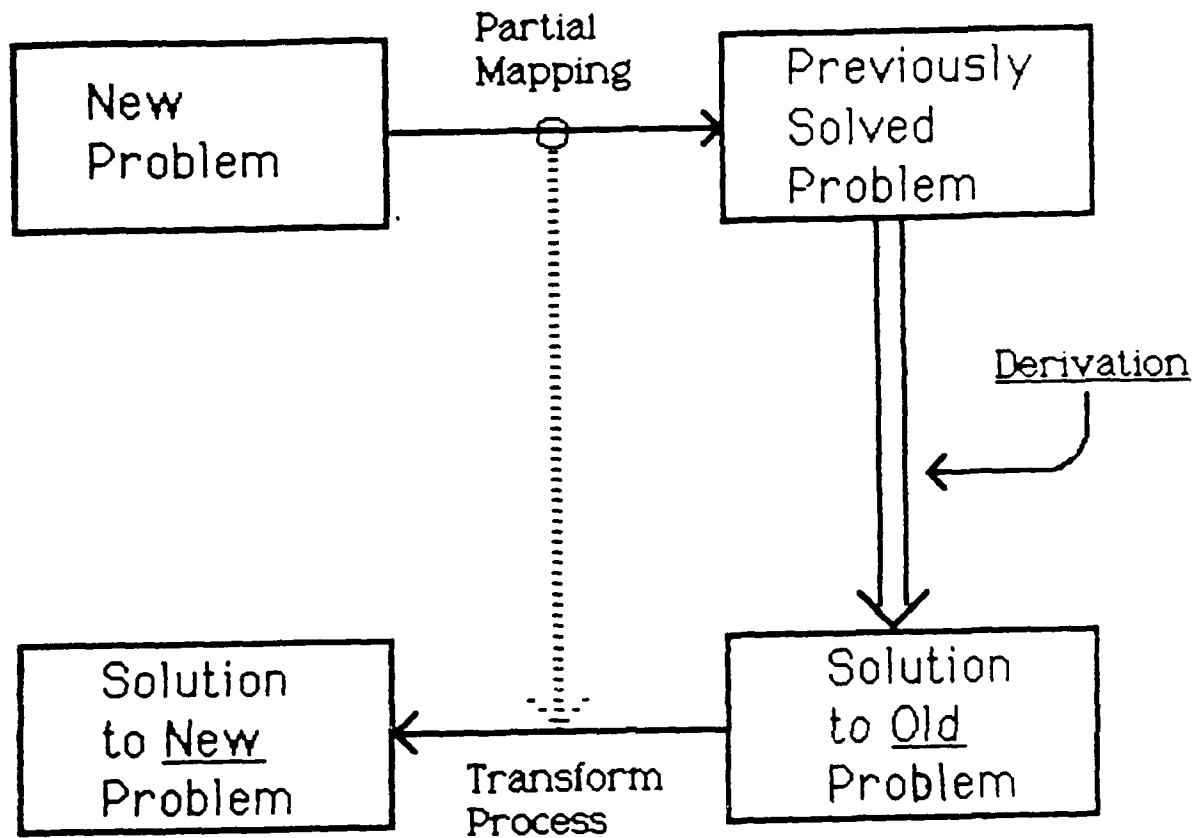 Partial
Mapping
New
Problem
Previously
Solved
Problem
Derivation
Solution
to New
Problem
Transform
Process
Solution
to Old
Problem